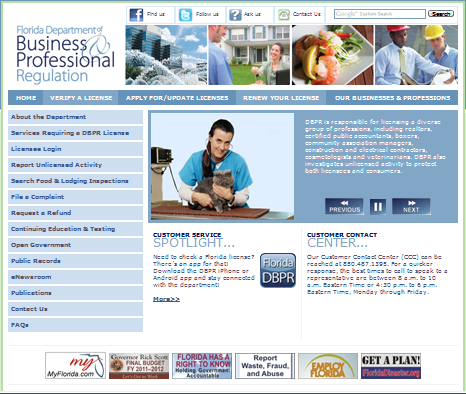 Find us
Follow us
Ask us
Contact Us
Google™ Custom Search
Search
Florida Department of
Business &
Professional
Regulation
HOME VERIFY A LICENSE APPLY FOR/UPDATE LICENSES RENEW YOUR LICENSE OUR BUSINESSES & PROFESSIONS
About the Department
Services Requiring a DBPR License
Licensee Login
Report Unlicensed Activity
Search Food & Lodging Inspections
File a Complaint
Request a Refund
Continuing Education & Testing
Open Government
Public Records
eNewsroom
Publications
Contact Us
FAQs
DBPR is responsible for licensing a diverse
group of professions, including realtors,
certified public accountants, boxers,
community association managers,
construction and electrical contractors,
cosmetologists and veterinarians. DBPR also
investigates unlicensed activity to protect
both licensees and consumers.
PREVIOUS NEXT
CUSTOMER SERVICE
SPOTLIGHT...
Need to check a Florida license?
There's an app for that!
Download the DBPR iPhone or
Android app and stay connected
with the department!
More>>
Florida
DBPR
CUSTOMER CONTACT
CENTER...
Our Customer Contact Center (CCC) can be
reached at 850.487.1395. For a quicker
response, the best times to call to speak to a
representative are between 8 a.m. to 10
a.m. Eastern Time or 4:30 p.m. to 6 p.m.
Eastern Time, Monday through Friday.
my
MyFlorida.com
Governor Rick Scott
FINAL BUDGET
FY 2011-2012
Let's Get to Work
FLORIDA HAS A
RIGHT TO KNOW
Holding Government
Accountable
Report
Waste, Fraud,
and Abuse
EMPLOY
FLORIDA
GET A PLAN!
FloridaDisaster.org